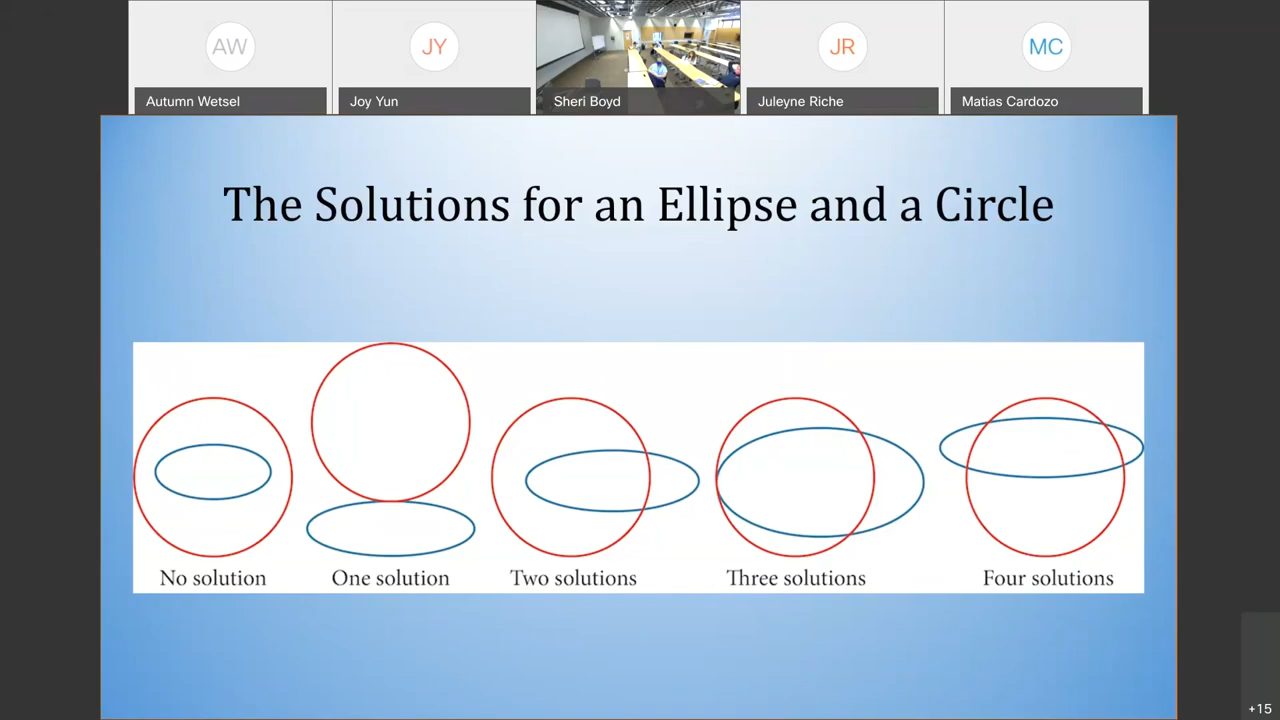 AW
JY
JR
MC
Autumn Wetsel
Joy Yun
Sheri Boyd
Juleyne Riche
Matias Cardozo
The Solutions for an Ellipse and a Circle
No solution
One solution
Two solutions
Three solutions
Four solutions
+15